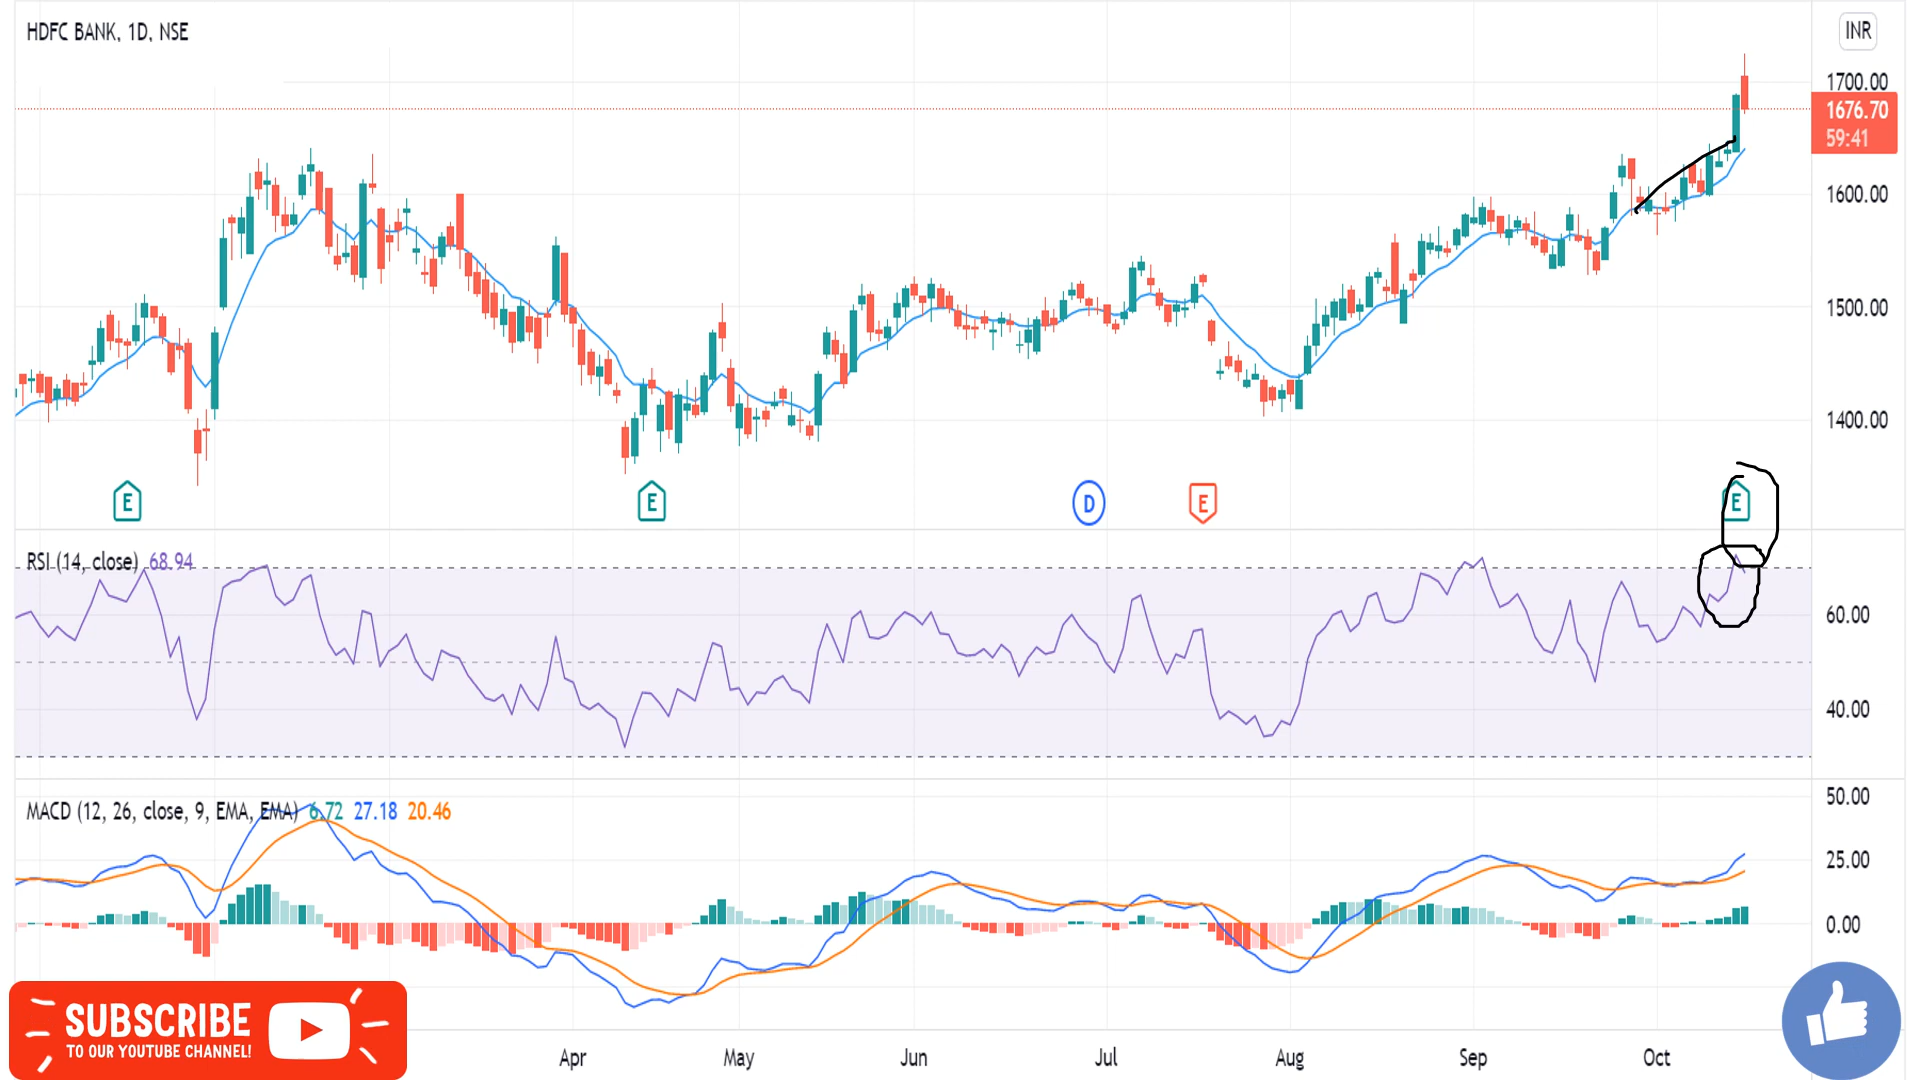 HDFC BANK, 1D, NSE
INR
1700.00
1676.70
59:41
1600.00
1500.00
1400.00
E
E
D
E
E
RSI (14, close) 68.94
60.00
40.00
MACD (12, 26, close, 9, EMA, EMA) 6.72 27.18 20.46
50.00
25.00
0.00
SUBSCRIBE
TO OUR YOUTUBE CHANNEL!
Apr May Jun Jul Aug Sep Oct